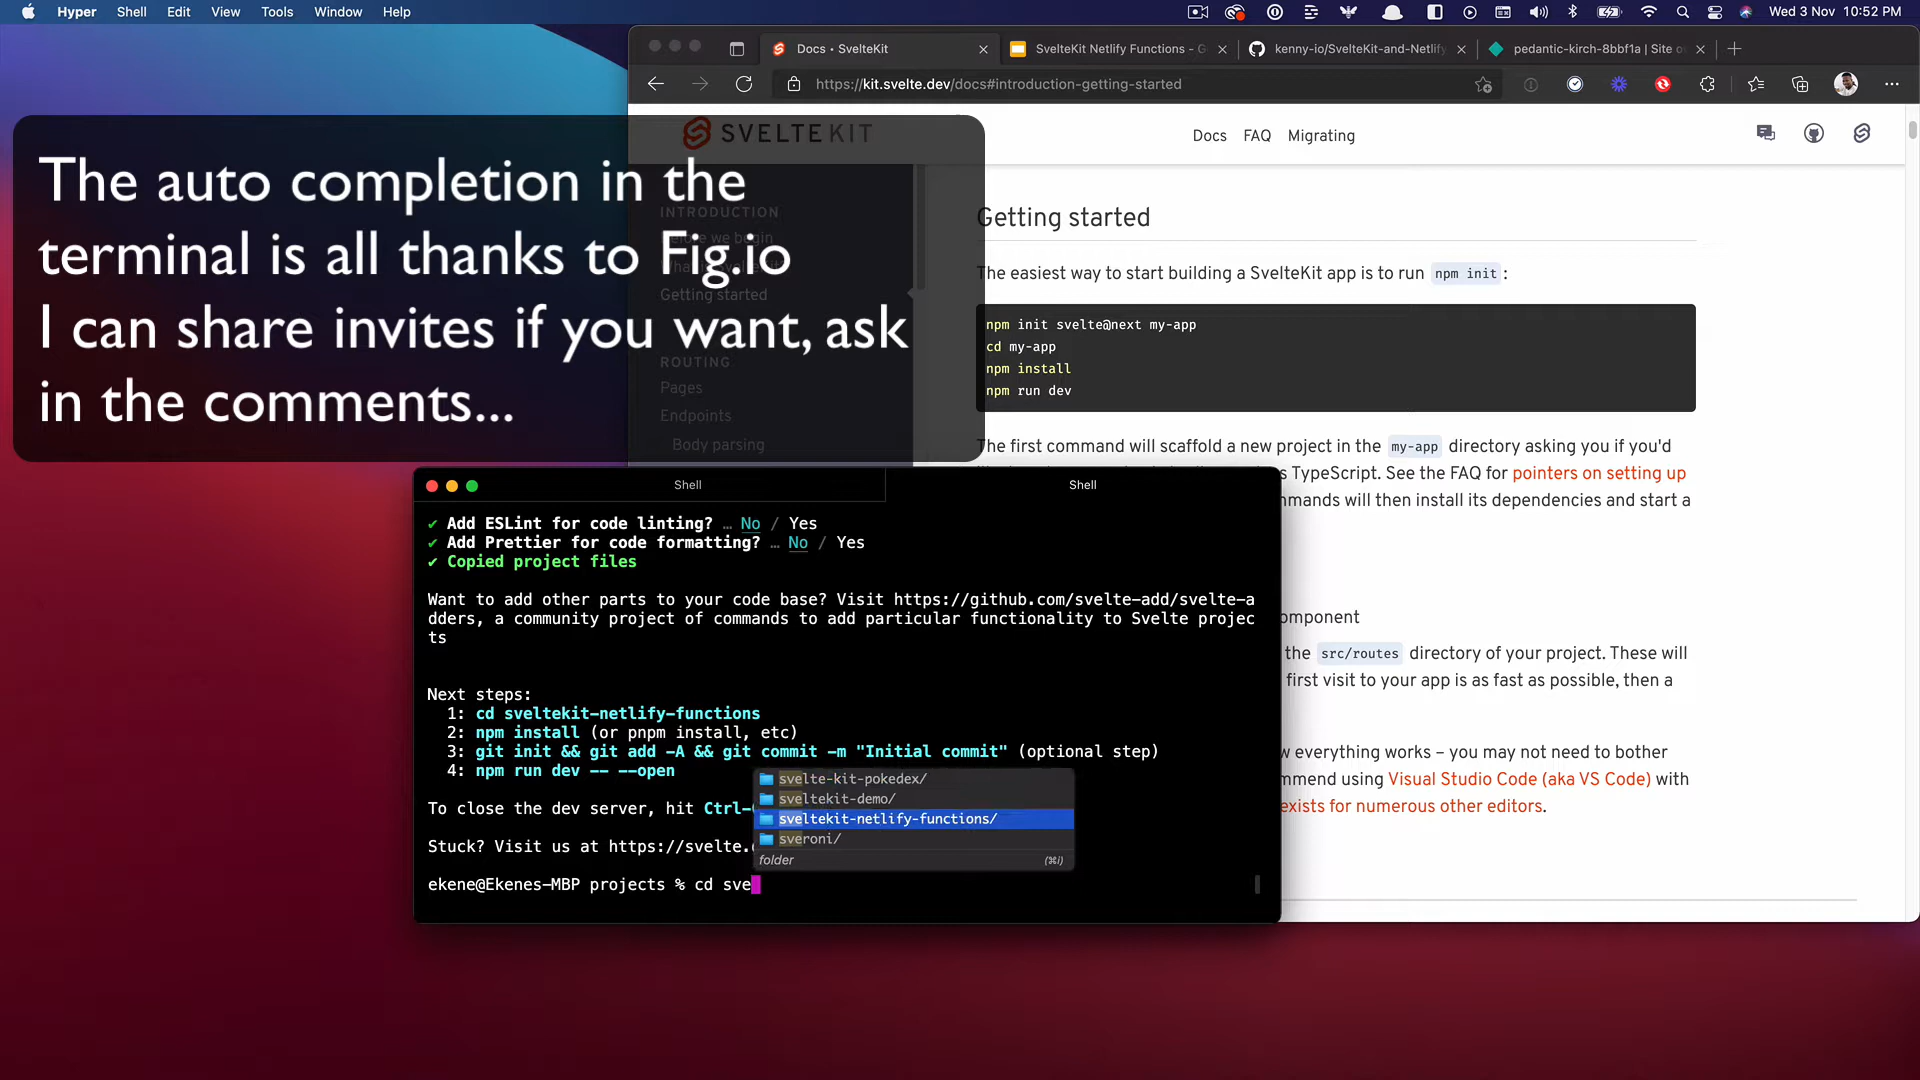 Hyper Shell Edit View Tools Window Help Wed 3 Nov 10:52 PM
Docs • SvelteKit SvelteKit Netlify Functions - G kenny-io/SvelteKit-and-Netlify pedantic-kirch-8bbf1a | Site o
https://kit.svelte.dev/docs#introduction-getting-started
SVELTEKIT Docs FAQ Migrating
The auto completion in the
terminal is all thanks to Fig.io
I can share invites if you want, ask
in the comments...
INTRODUCTION
Before we begin
Getting started
ROUTING
Pages
Endpoints
Body parsing
Getting started
The easiest way to start building a SvelteKit app is to run npm init :
npm init svelte@next my-app
cd my-app
npm install
npm run dev
The first command will scaffold a new project in the my-app directory asking you if you'd
s TypeScript. See the FAQ for pointers on setting up
mmands will then install its dependencies and start a
omponent
the src/routes directory of your project. These will
first visit to your app is as fast as possible, then a
w everything works – you may not need to bother
mmend using Visual Studio Code (aka VS Code) with
exists for numerous other editors.
Shell Shell
✔ Add ESLint for code linting? … No / Yes
✔ Add Prettier for code formatting? … No / Yes
✔ Copied project files
Want to add other parts to your code base? Visit https://github.com/svelte-add/svelte-a
dders, a community project of commands to add particular functionality to Svelte projec
ts
Next steps:
1: cd sveltekit-netlify-functions
2: npm install (or pnpm install, etc)
3: git init && git add -A && git commit -m "Initial commit" (optional step)
4: npm run dev -- --open
To close the dev server, hit Ctrl-
Stuck? Visit us at https://svelte.
ekene@Ekenes-MBP projects % cd sve
svelte-kit-pokedex/
sveltekit-demo/
sveltekit-netlify-functions/
sveroni/
folder (⌘i)